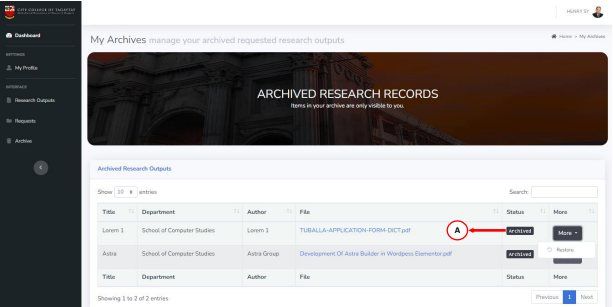 CITY COLLEGE OF TAGAYTAY
HENRY SY
Dashboard
SETTINGS
My Profile
INTERFACE
Research Outputs
Requests
Archive
My Archives manage your archived requested research outputs
Home > My Archives
ARCHIVED RESEARCH RECORDS
Items in your archive are only visible to you.
Archived Research Outputs
Show 10 entries
Search:
Title Department Author File Status More
Lorem 1 School of Computer Studies Lorem 1 TUBALLA-APPLICATION-FORM-DICT.pdf A Archived More
Restore
Astra School of Computer Studies Astra Group Development Of Astra Builder in Wordpess Elementor.pdf Archived
Title Department Author File Status More
Showing 1 to 2 of 2 entries
Previous 1 Next